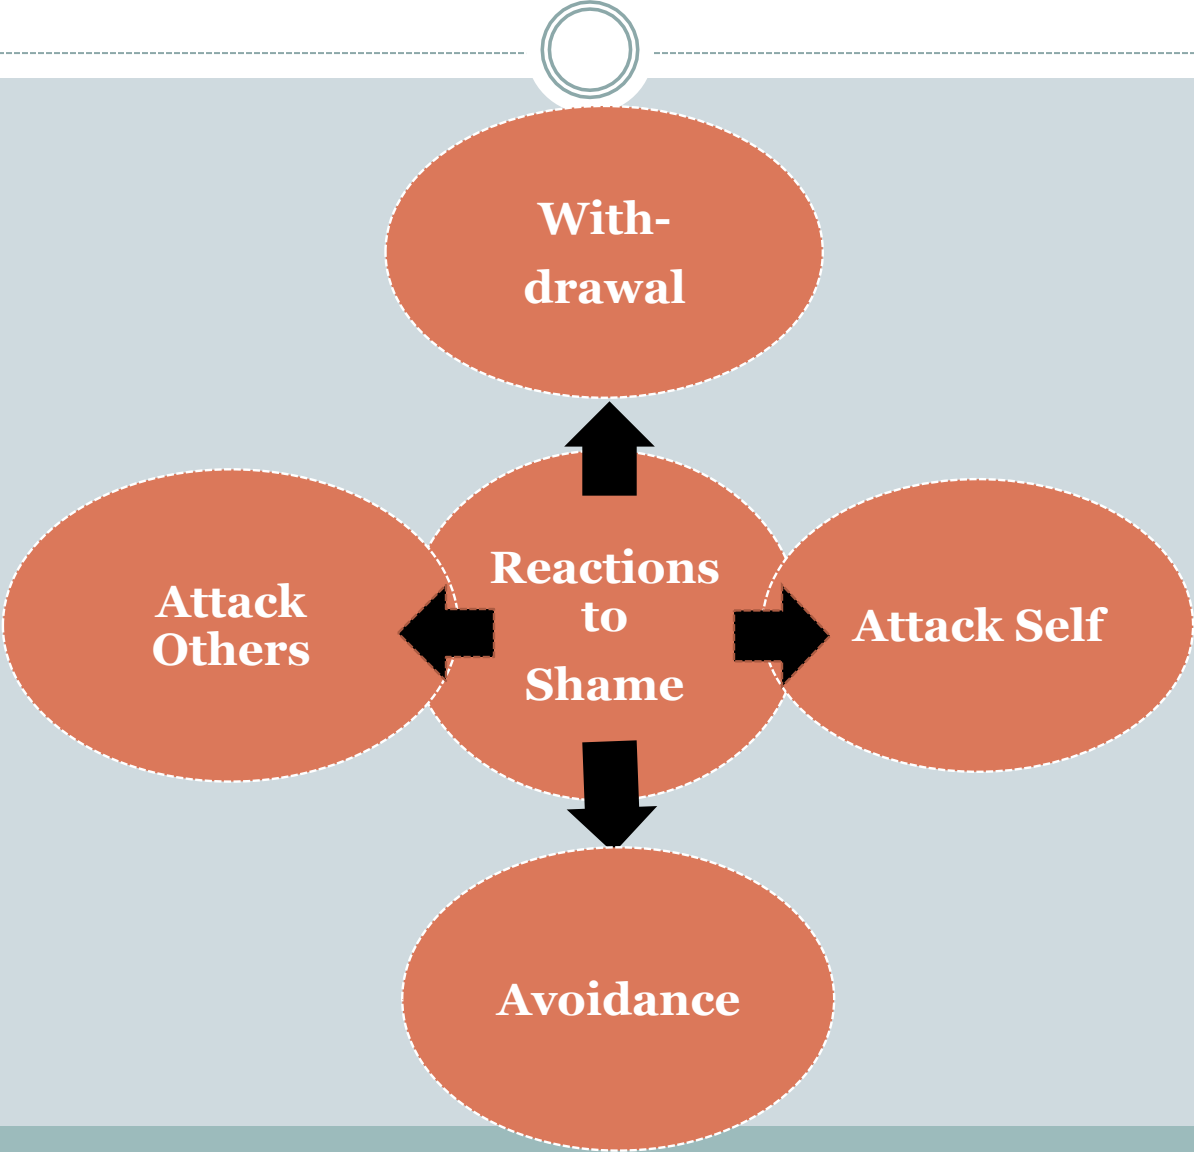 With-
drawal
Attack
Others
Reactions
to
Shame
Attack Self
Avoidance